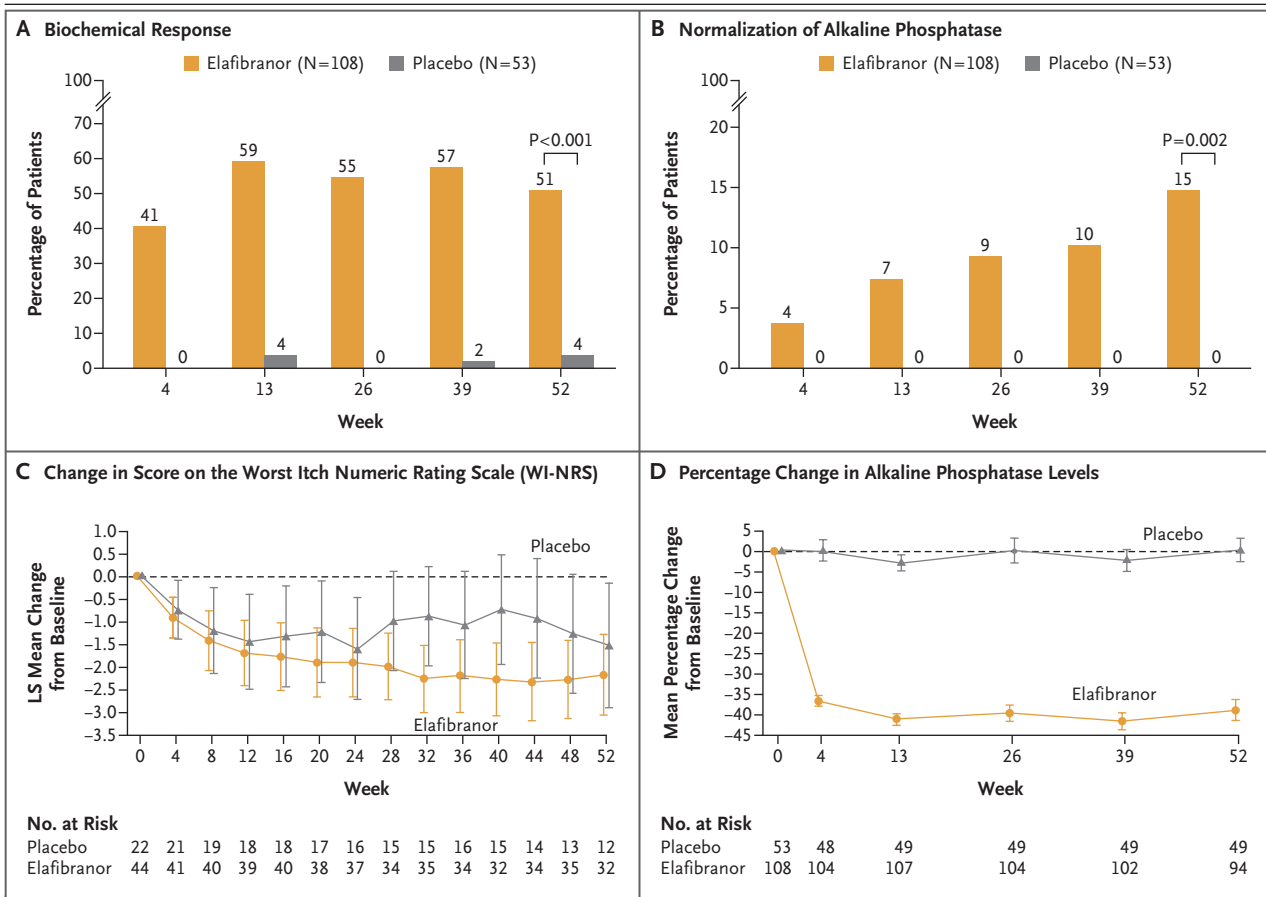 A Biochemical Response
Elafibranor (N=108) Placebo (N=53)
Percentage of Patients
100
70
60
50
40
30
20
10
0
41
0
59
4
55
0
57
2
P<0.001
51
4
4 13 26 39 52
Week
B Normalization of Alkaline Phosphatase
Elafibranor (N=108) Placebo (N=53)
Percentage of Patients
100
20
15
10
5
0
4
0
7
0
9
0
10
0
P=0.002
15
0
4 13 26 39 52
Week
C Change in Score on the Worst Itch Numeric Rating Scale (WI-NRS)
LS Mean Change
from Baseline
1.0
0.5
0.0
−0.5
−1.0
−1.5
−2.0
−2.5
−3.0
−3.5
Placebo
Elafibranor
0 4 8 12 16 20 24 28 32 36 40 44 48 52
Week
No. at Risk
Placebo 22 21 19 18 18 17 16 15 15 16 15 14 13 12
Elafibranor 44 41 40 39 40 38 37 34 35 34 32 34 35 32
D Percentage Change in Alkaline Phosphatase Levels
Mean Percentage Change
from Baseline
5
0
−5
−10
−15
−20
−25
−30
−35
−40
−45
Placebo
Elafibranor
0 4 13 26 39 52
Week
No. at Risk
Placebo 53 48 49 49 49 49
Elafibranor 108 104 107 104 102 94